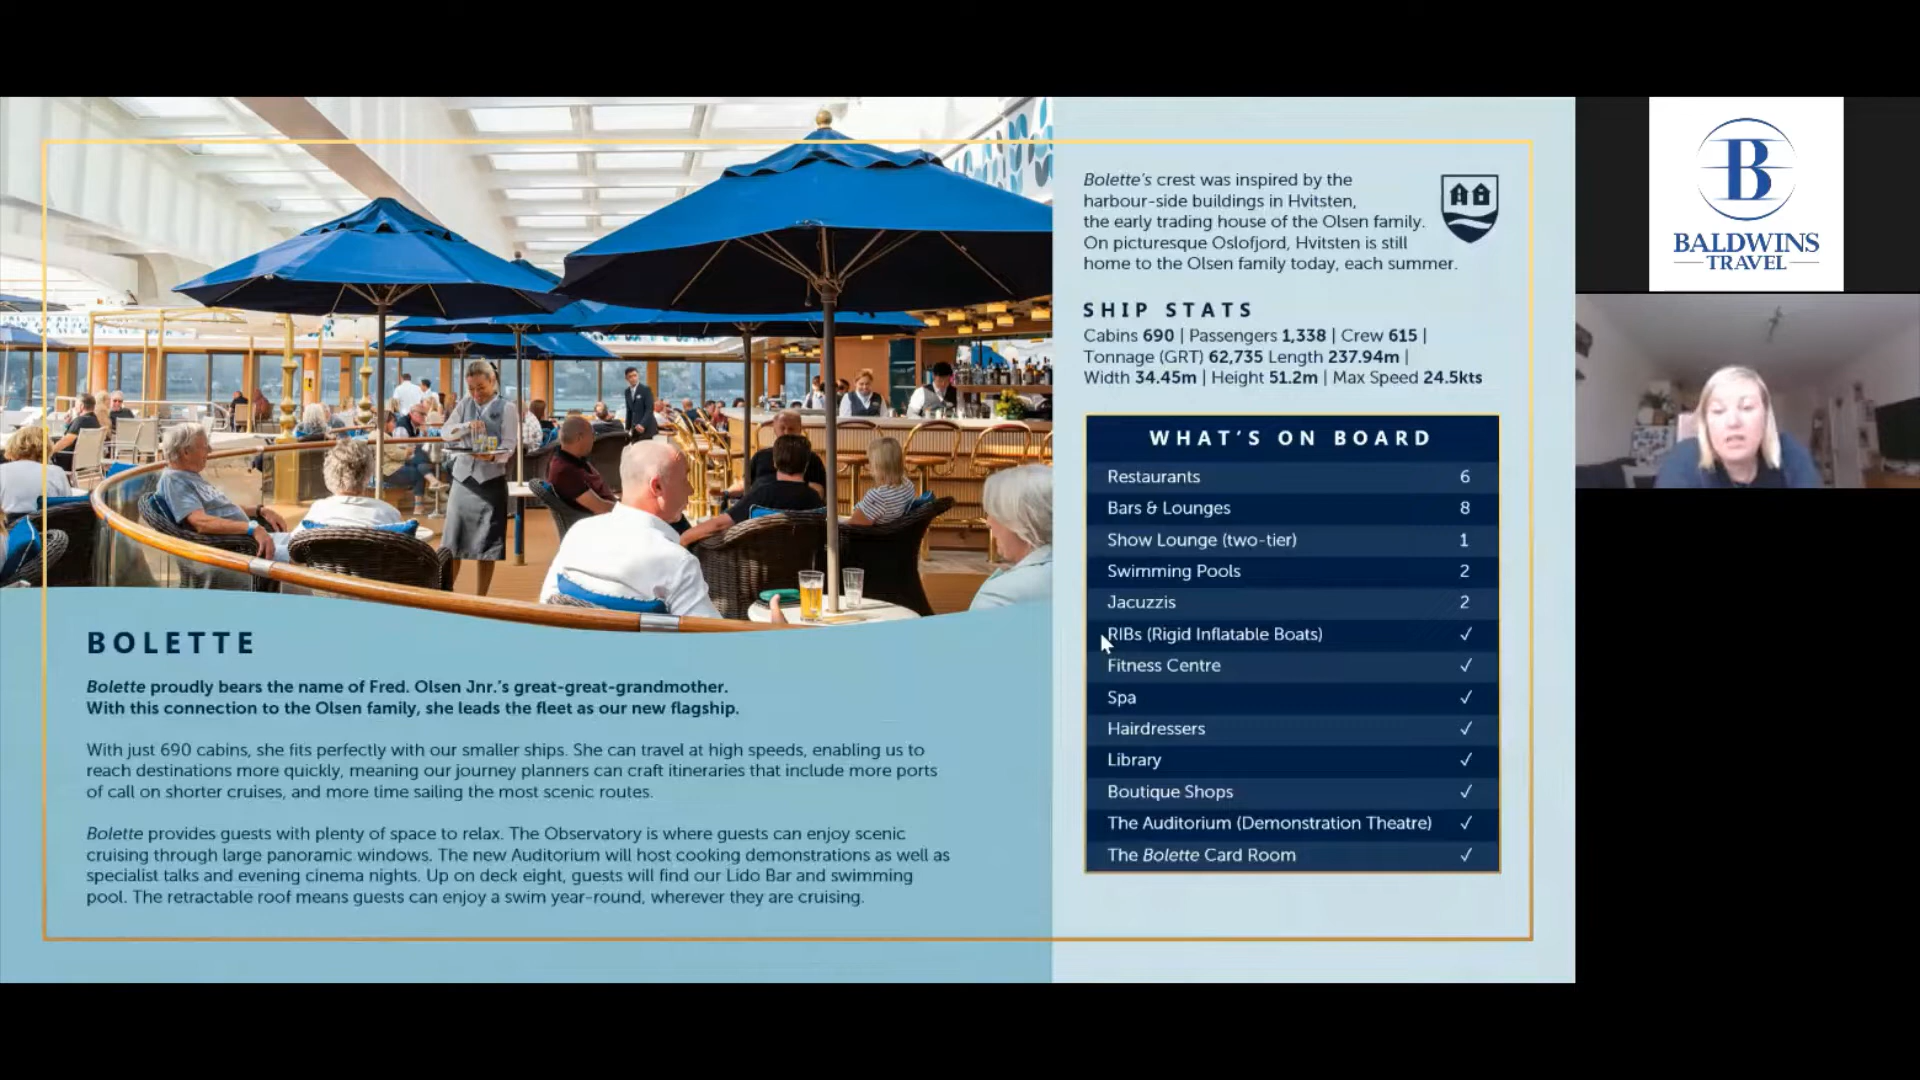 Bolette's crest was inspired by the
harbour-side buildings in Hvitsten,
the early trading house of the Olsen family.
On picturesque Oslofjord, Hvitsten is still
home to the Olsen family today, each summer.
SHIP STATS
Cabins 690 | Passengers 1,338 | Crew 615 |
Tonnage (GRT) 62,735 Length 237.94m |
Width 34.45m | Height 51.2m | Max Speed 24.5kts
WHAT'S ON BOARD
Restaurants 6
Bars & Lounges 8
Show Lounge (two-tier) 1
Swimming Pools 2
Jacuzzis 2
RIBs (Rigid Inflatable Boats) ✓
Fitness Centre ✓
Spa ✓
Hairdressers ✓
Library ✓
Boutique Shops ✓
The Auditorium (Demonstration Theatre) ✓
The Bolette Card Room ✓
BOLETTE
Bolette proudly bears the name of Fred. Olsen Jnr.'s great-great-grandmother.
With this connection to the Olsen family, she leads the fleet as our new flagship.
With just 690 cabins, she fits perfectly with our smaller ships. She can travel at high speeds, enabling us to
reach destinations more quickly, meaning our journey planners can craft itineraries that include more ports
of call on shorter cruises, and more time sailing the most scenic routes.
Bolette provides guests with plenty of space to relax. The Observatory is where guests can enjoy scenic
cruising through large panoramic windows. The new Auditorium will host cooking demonstrations as well as
specialist talks and evening cinema nights. Up on deck eight, guests will find our Lido Bar and swimming
pool. The retractable roof means guests can enjoy a swim year-round, wherever they are cruising.
B
BALDWINS
TRAVEL